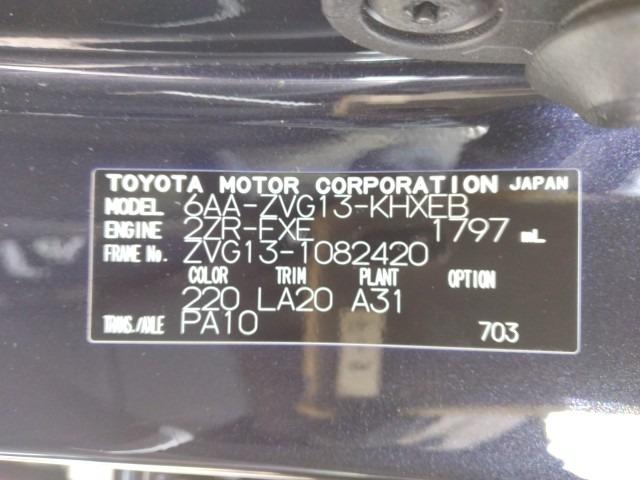 TOYOTA MOTOR CORPORATION JAPAN
MODEL 6AA-ZVG13-KHXEB
ENGINE 2ZR-EXE 1797 mL
FRAME No. ZVG13-1082420
COLOR TRIM PLANT OPTION
220 LA20 A31
TRANS./AXLE PA10 703